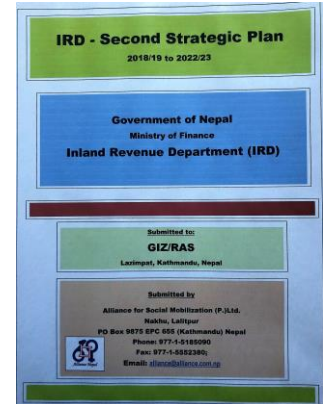 IRD - Second Strategic Plan
2018/19 to 2022/23
Government of Nepal
Ministry of Finance
Inland Revenue Department (IRD)
Submitted to:
GIZ/RAS
Lazimpat, Kathmandu, Nepal
Submitted by
Alliance for Social Mobilization (P.)Ltd.
Nakhu, Lalitpur
PO Box 9875 EPC 655 (Kathmandu) Nepal
Phone: 977-1-5185090
Fax: 977-1-5552380;
Email: alliance@alliance.com.np
Alliance Nepal